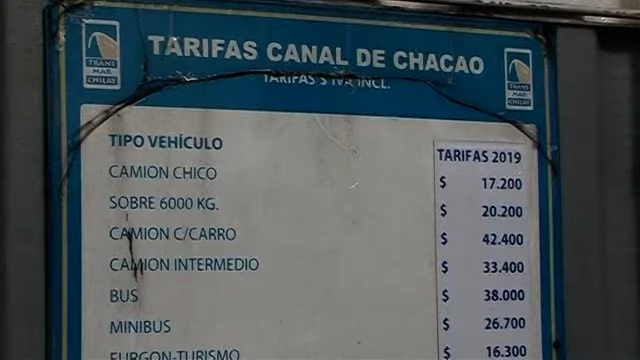 TARIFAS CANAL DE CHACAO
TARIFAS $ IVA INCL.
TRANS
MAR
CHILAY
TRANS
MAR
CHILAY
TIPO VEHÍCULO
TARIFAS 2019
CAMION CHICO $ 17.200
SOBRE 6000 KG. $ 20.200
CAMION C/CARRO $ 42.400
CAMION INTERMEDIO $ 33.400
BUS $ 38.000
MINIBUS $ 26.700
FURGON-TURISMO $ 16.300